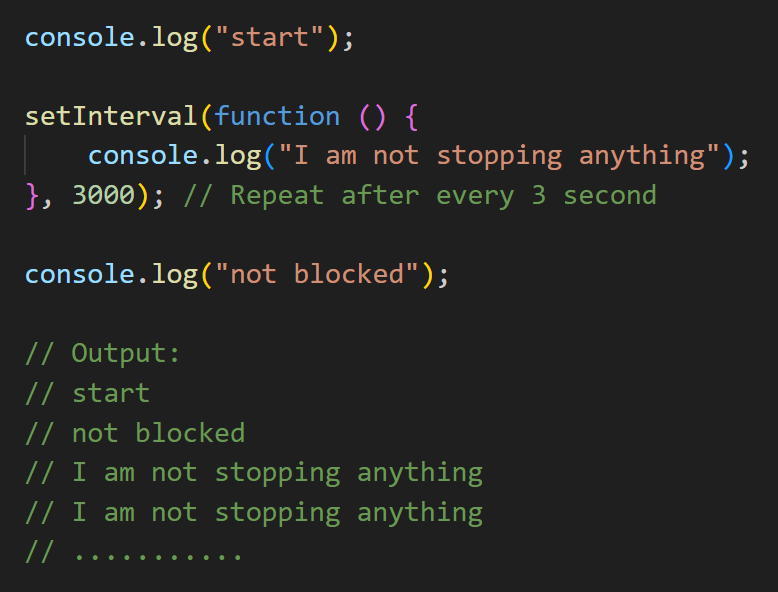 console.log("start");
setInterval(function () {
    console.log("I am not stopping anything");
}, 3000); // Repeat after every 3 second
console.log("not blocked");
// Output:
// start
// not blocked
// I am not stopping anything
// I am not stopping anything
// ...........